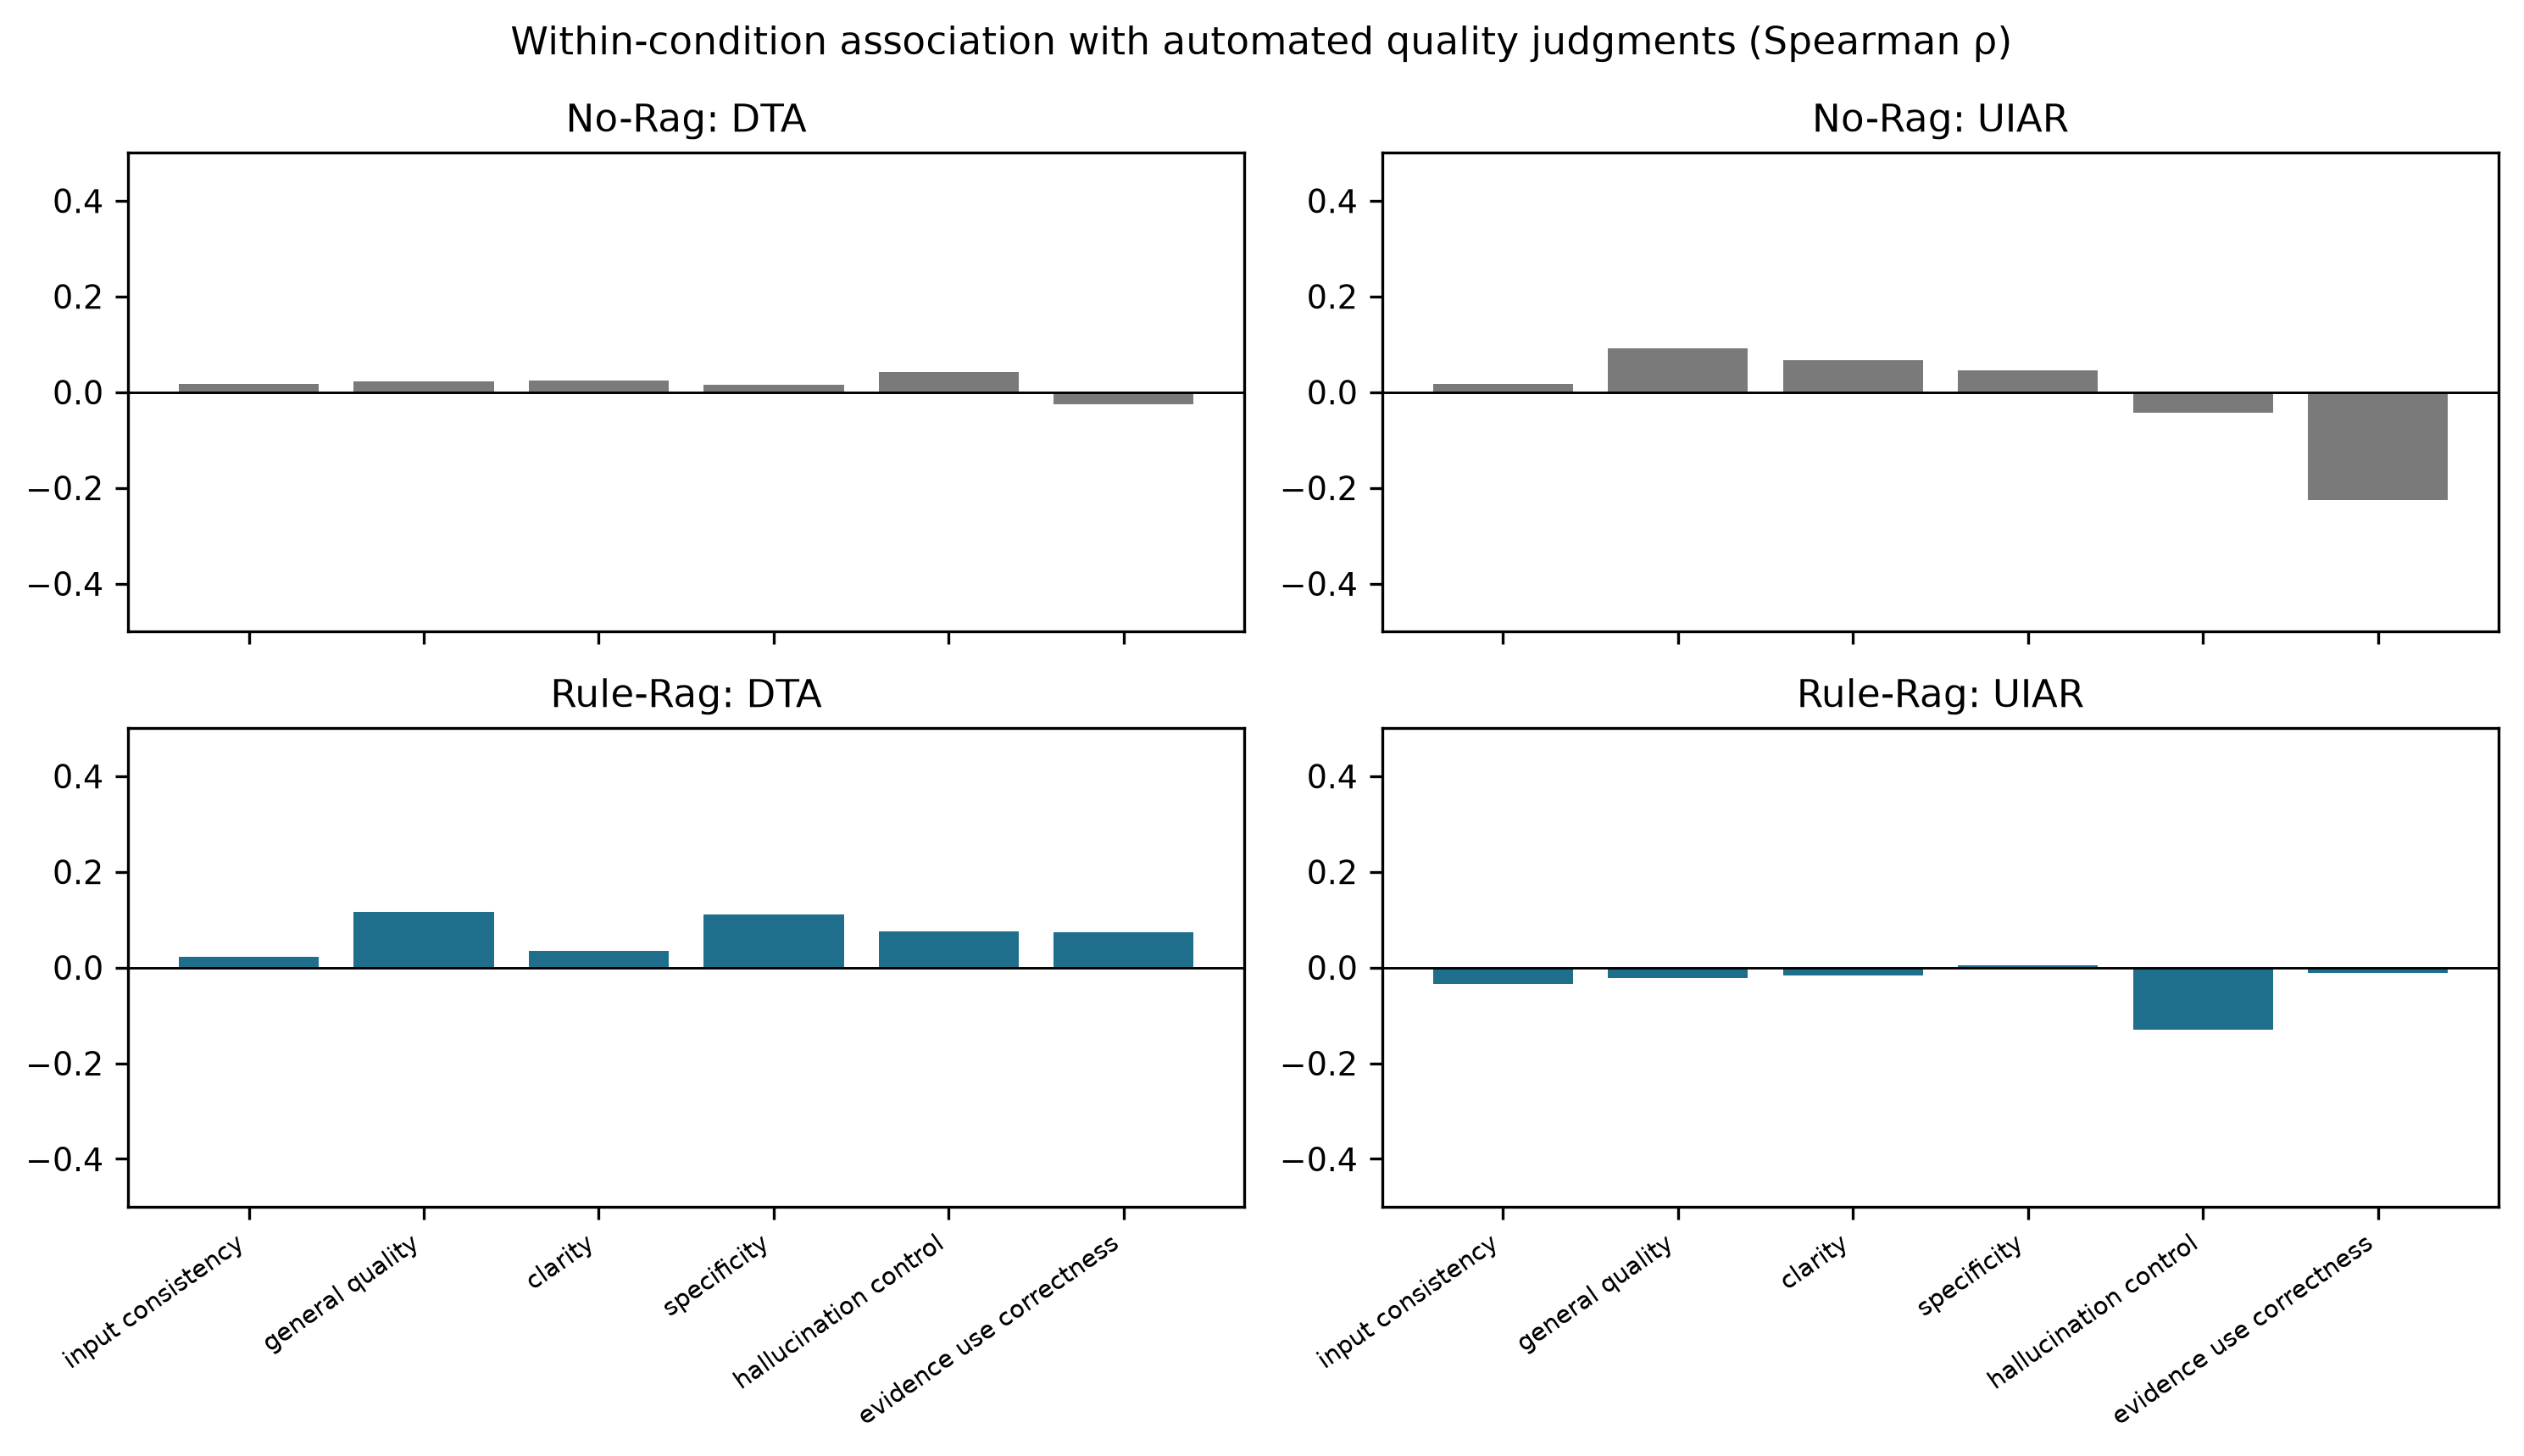 Within-condition association with automated quality judgments (Spearman ρ)
No-Rag: DTA
0.4
0.2
0.0
−0.2
−0.4
No-Rag: UIAR
0.4
0.2
0.0
−0.2
−0.4
Rule-Rag: DTA
0.4
0.2
0.0
−0.2
−0.4
input consistency
general quality
clarity
specificity
hallucination control
evidence use correctness
Rule-Rag: UIAR
0.4
0.2
0.0
−0.2
−0.4
input consistency
general quality
clarity
specificity
hallucination control
evidence use correctness